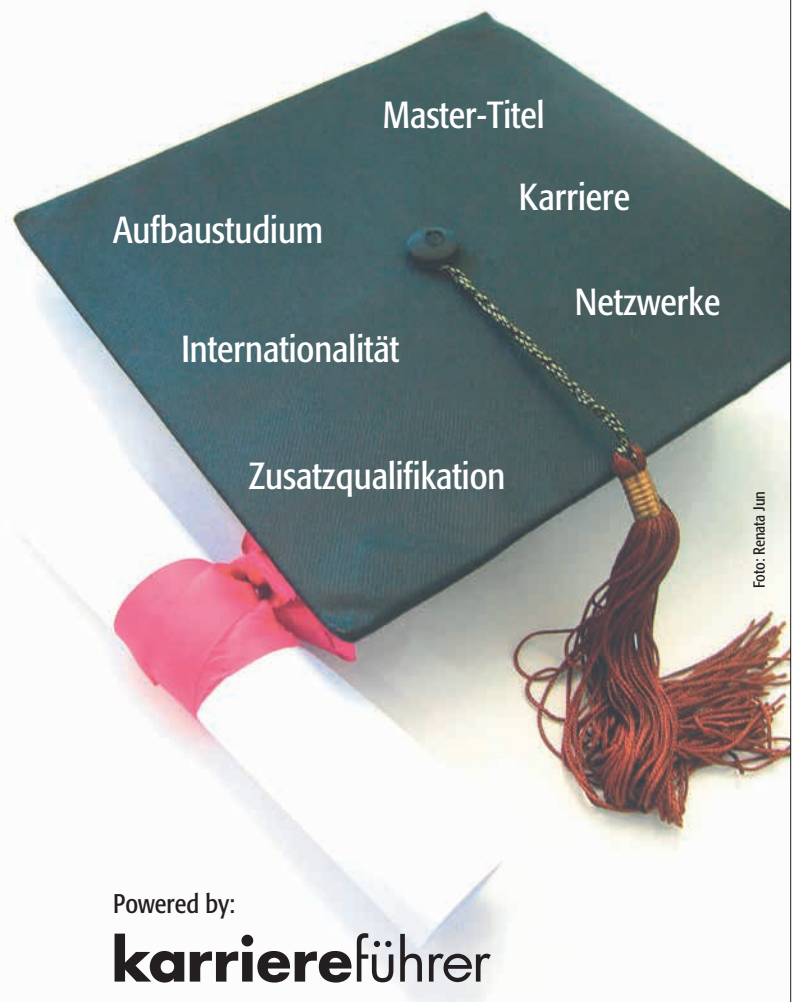 Master-Titel
Karriere
Aufbaustudium
Netzwerke
Internationalität
Zusatzqualifikation
Foto: Renata Jun
Powered by:
karriereführer